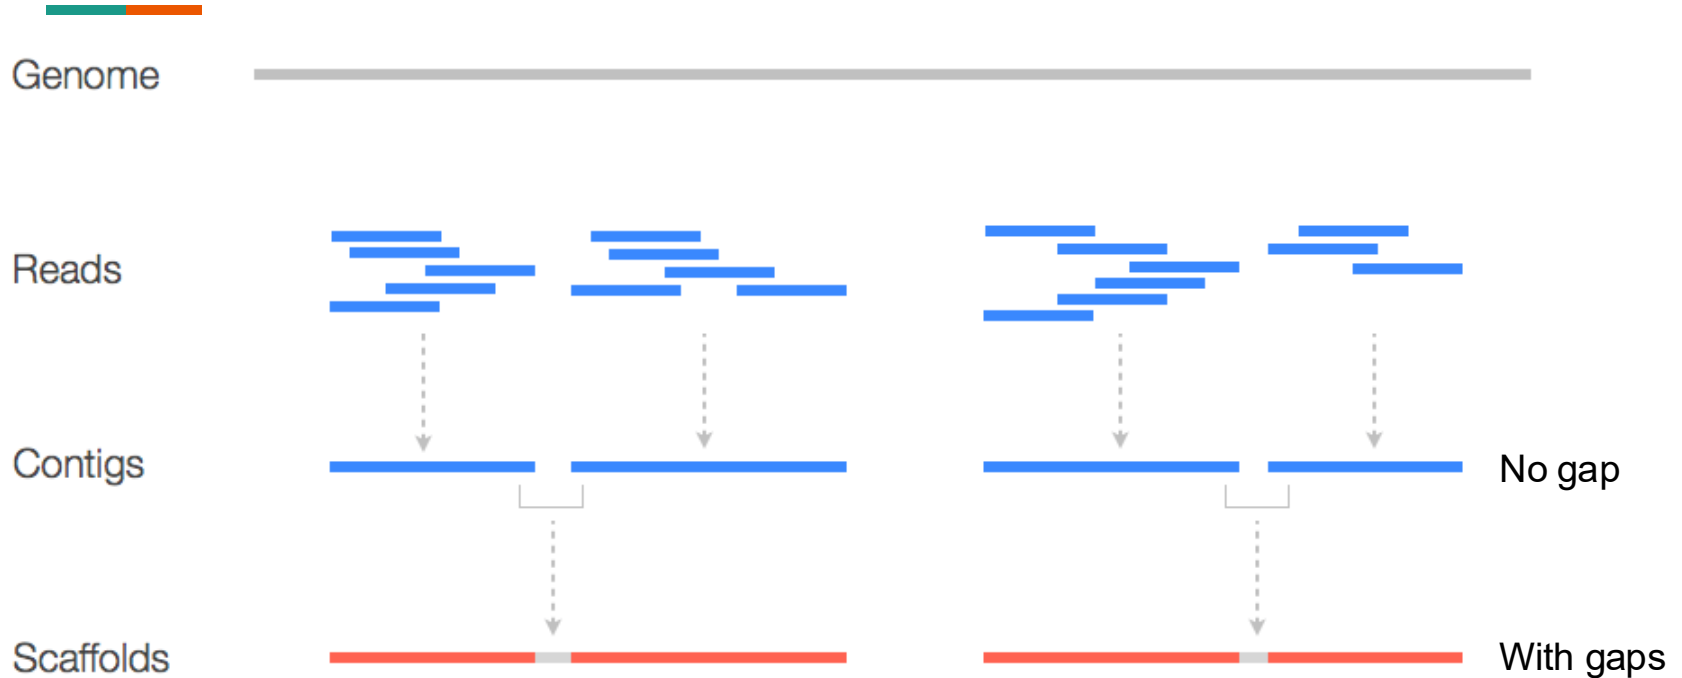 Genome
Reads
Contigs
No gap
Scaffolds
With gaps